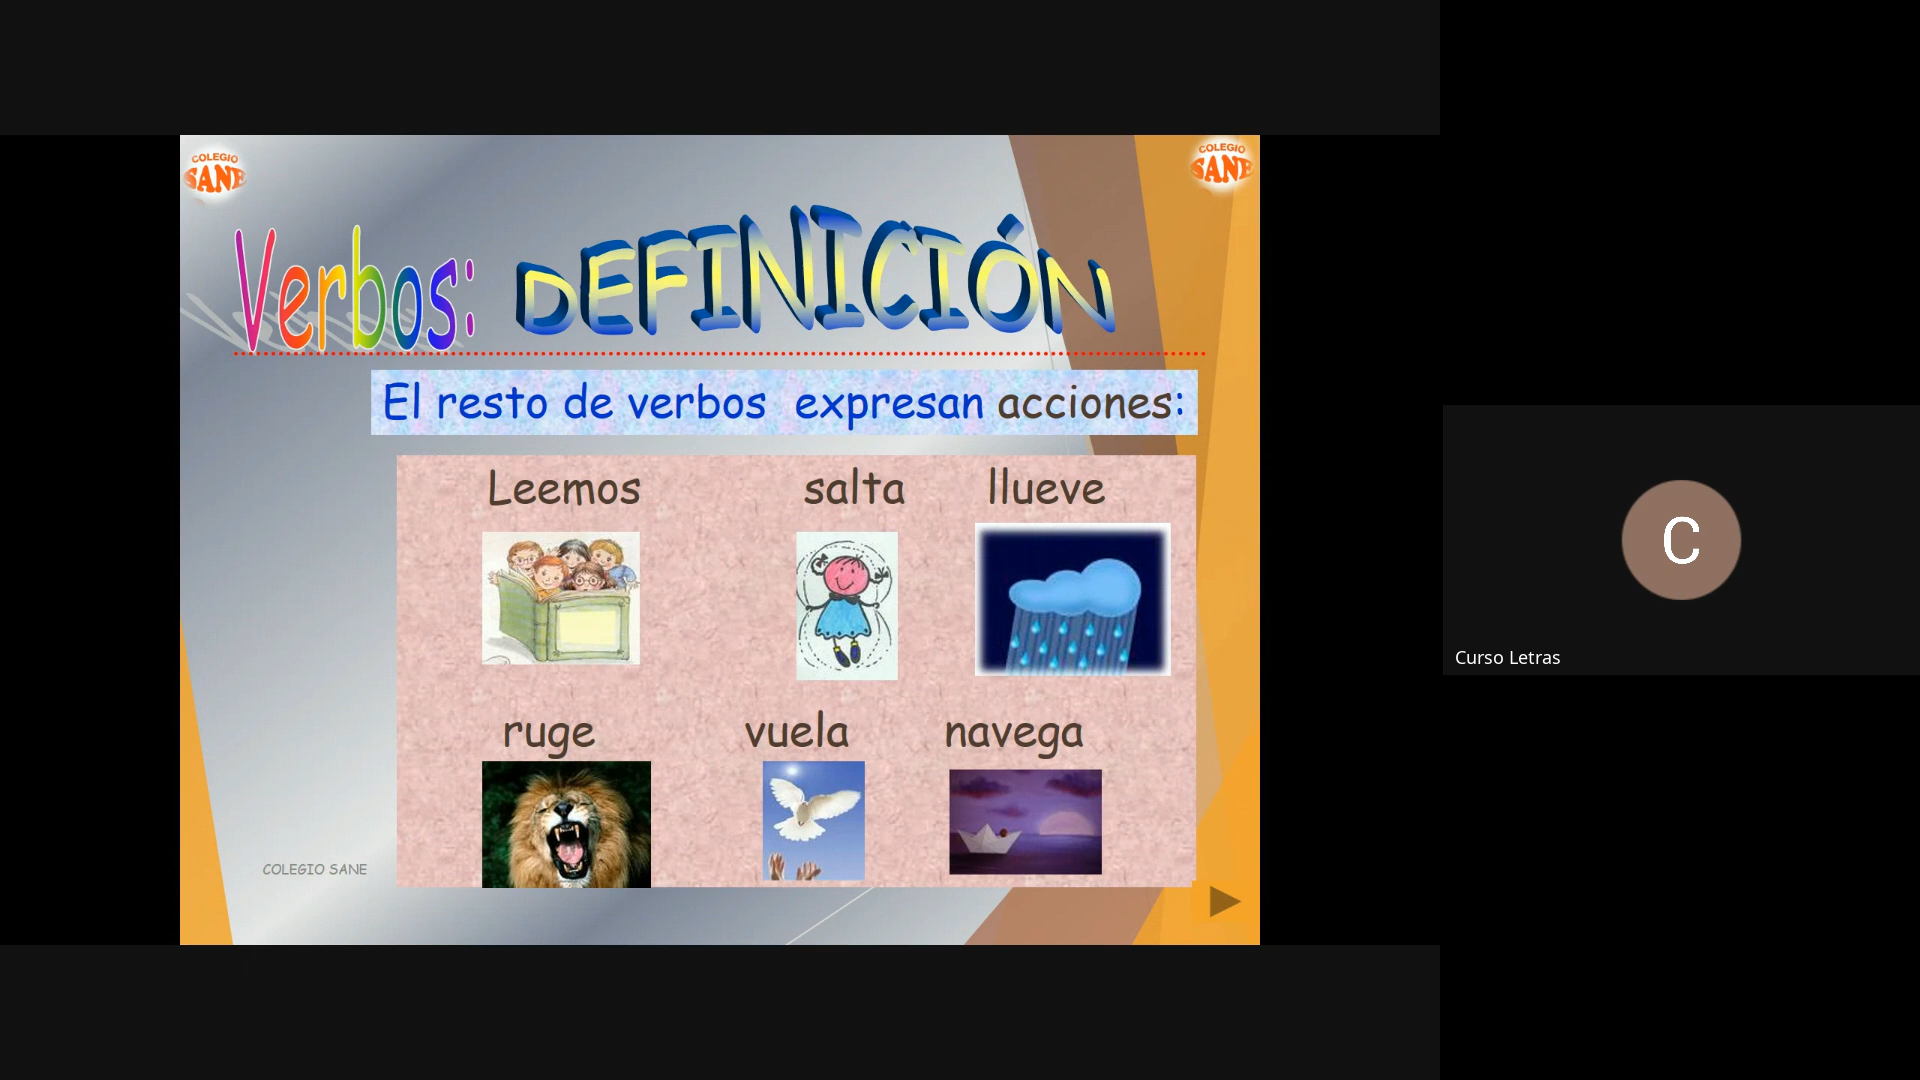 COLEGIO
SANE
COLEGIO
SANE
Verbos: DEFINICIÓN
El resto de verbos expresan acciones:
Leemos salta llueve
ruge vuela navega
COLEGIO SANE
C
Curso Letras